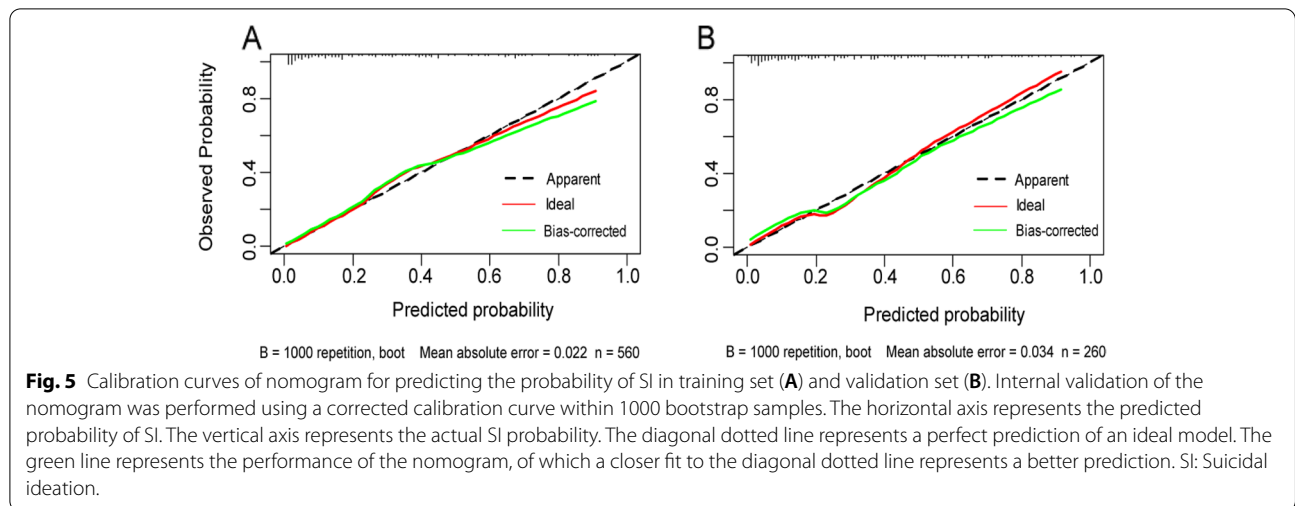 A
B
Observed Probability
0.8
0.4
0.0
Apparent
Ideal
Bias-corrected
0.0 0.2 0.4 0.6 0.8 1.0
Predicted probability
B = 1000 repetition, boot Mean absolute error = 0.022 n = 560
0.8
0.4
0.0
Apparent
Ideal
Bias-corrected
0.0 0.2 0.4 0.6 0.8 1.0
Predicted probability
B = 1000 repetition, boot Mean absolute error = 0.034 n = 260
Fig. 5 Calibration curves of nomogram for predicting the probability of SI in training set (A) and validation set (B). Internal validation of the
nomogram was performed using a corrected calibration curve within 1000 bootstrap samples. The horizontal axis represents the predicted
probability of SI. The vertical axis represents the actual SI probability. The diagonal dotted line represents a perfect prediction of an ideal model. The
green line represents the performance of the nomogram, of which a closer fit to the diagonal dotted line represents a better prediction. SI: Suicidal
ideation.